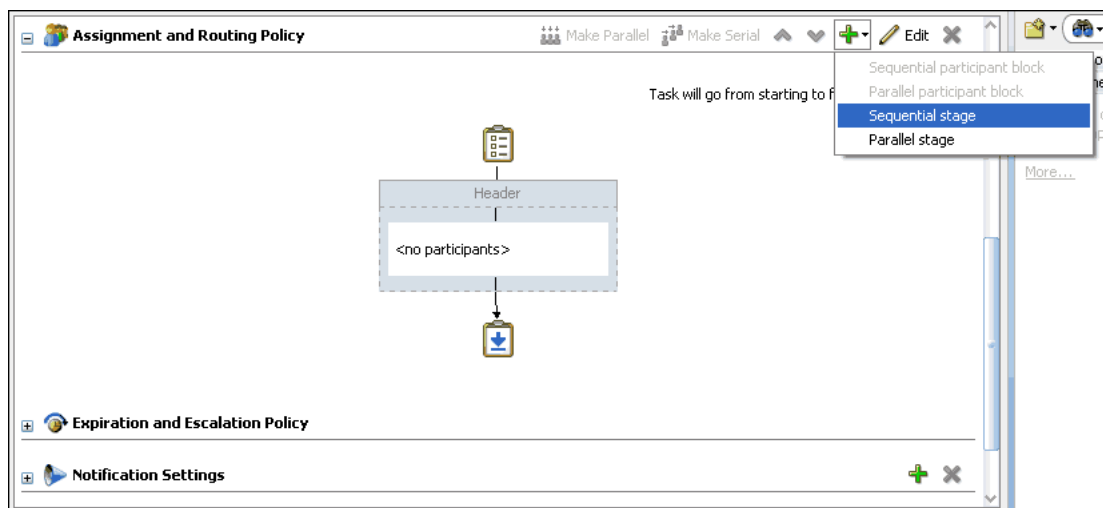 Assignment and Routing Policy
Make Parallel
Make Serial
Edit
Sequential participant block
Parallel participant block
Sequential stage
Parallel stage
Task will go from starting to f
More...
Header
<no participants>
Expiration and Escalation Policy
Notification Settings